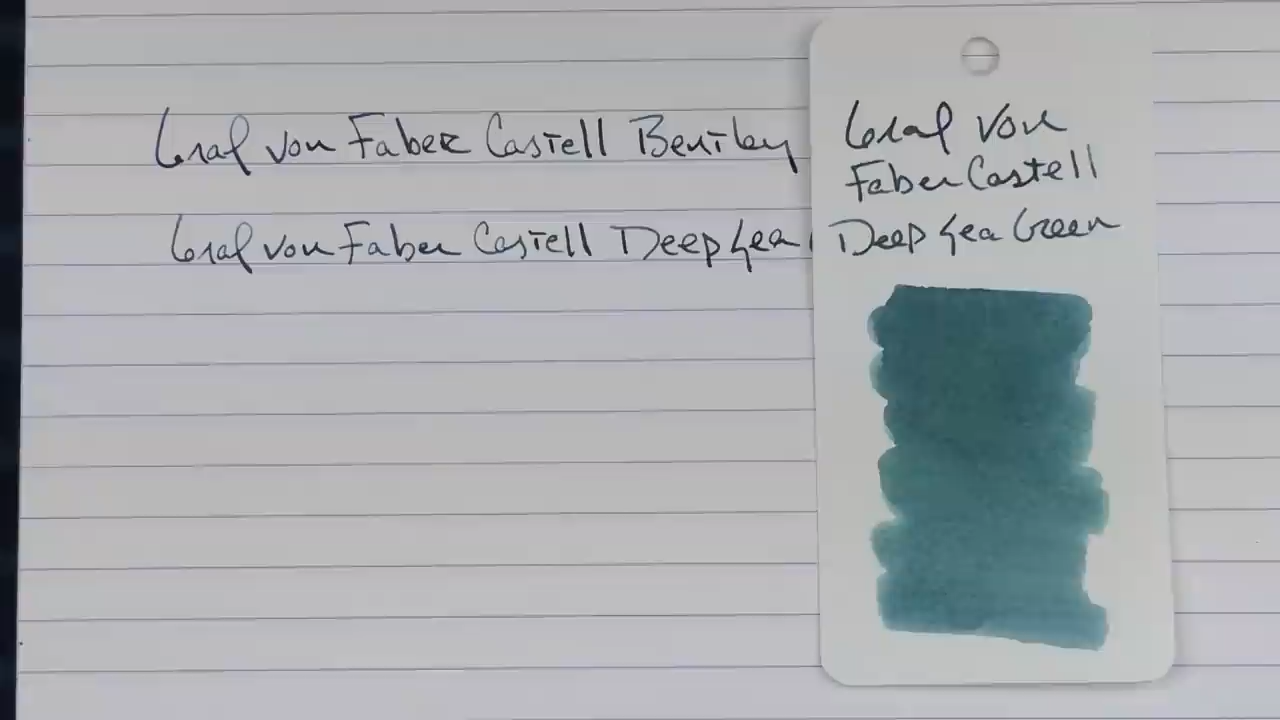 Graf von Faber Castell Bentley
Graf von Faber Castell Deep Sea
Graf von
Faber Castell
Deep Sea Green